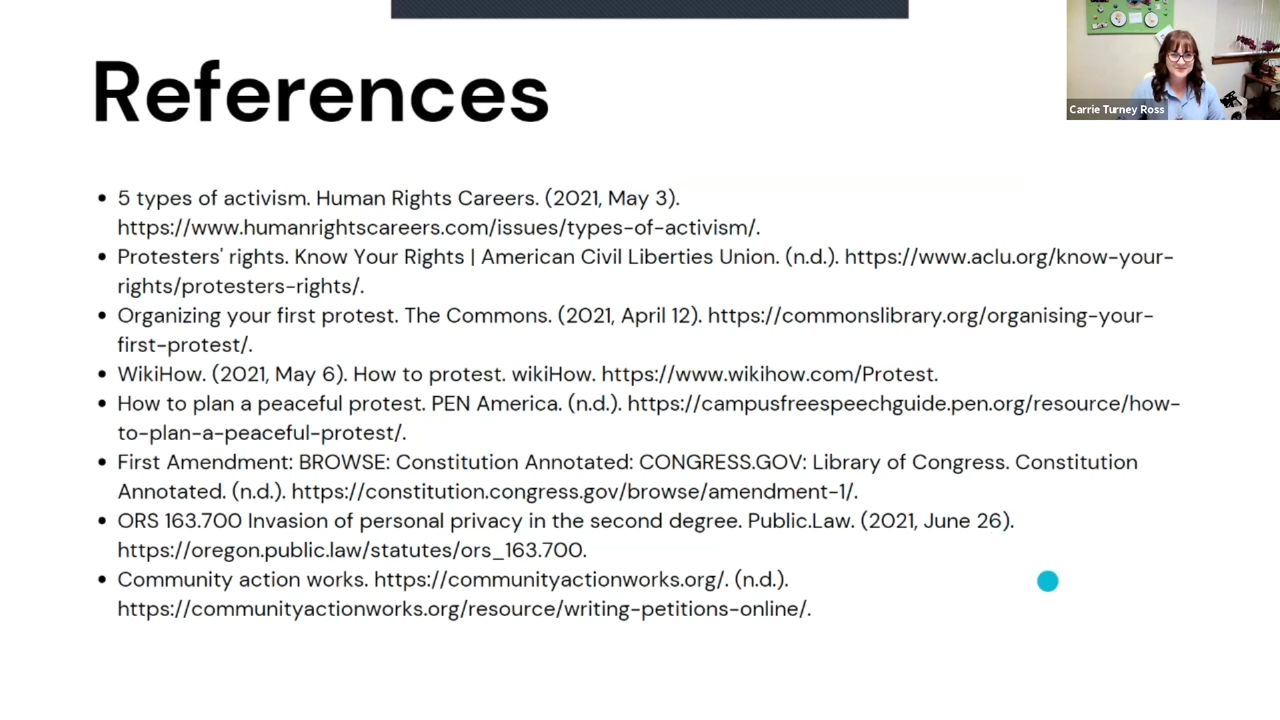 References
Carrie Turney Ross
• 5 types of activism. Human Rights Careers. (2021, May 3).
https://www.humanrightscareers.com/issues/types-of-activism/.
• Protesters' rights. Know Your Rights | American Civil Liberties Union. (n.d.). https://www.aclu.org/know-your-
rights/protesters-rights/.
• Organizing your first protest. The Commons. (2021, April 12). https://commonslibrary.org/organising-your-
first-protest/.
• WikiHow. (2021, May 6). How to protest. wikiHow. https://www.wikihow.com/Protest.
• How to plan a peaceful protest. PEN America. (n.d.). https://campusfreespeechguide.pen.org/resource/how-
to-plan-a-peaceful-protest/.
• First Amendment: BROWSE: Constitution Annotated: CONGRESS.GOV: Library of Congress. Constitution
Annotated. (n.d.). https://constitution.congress.gov/browse/amendment-1/.
• ORS 163.700 Invasion of personal privacy in the second degree. Public.Law. (2021, June 26).
https://oregon.public.law/statutes/ors_163.700.
• Community action works. https://communityactionworks.org/. (n.d.).
https://communityactionworks.org/resource/writing-petitions-online/.